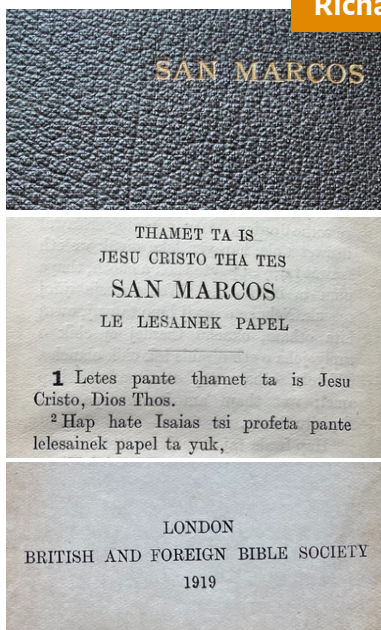 SAN MARCOS
THAMET TA IS
JESU CRISTO THA TES
SAN MARCOS
LE LESAINEK PAPEL
1 Letes pante thamet ta is Jesu
Cristo, Dios Thos.
2 Hap hate Isaias tsi profeta pante
lelesainek papel ta yuk,
LONDON
BRITISH AND FOREIGN BIBLE SOCIETY
1919